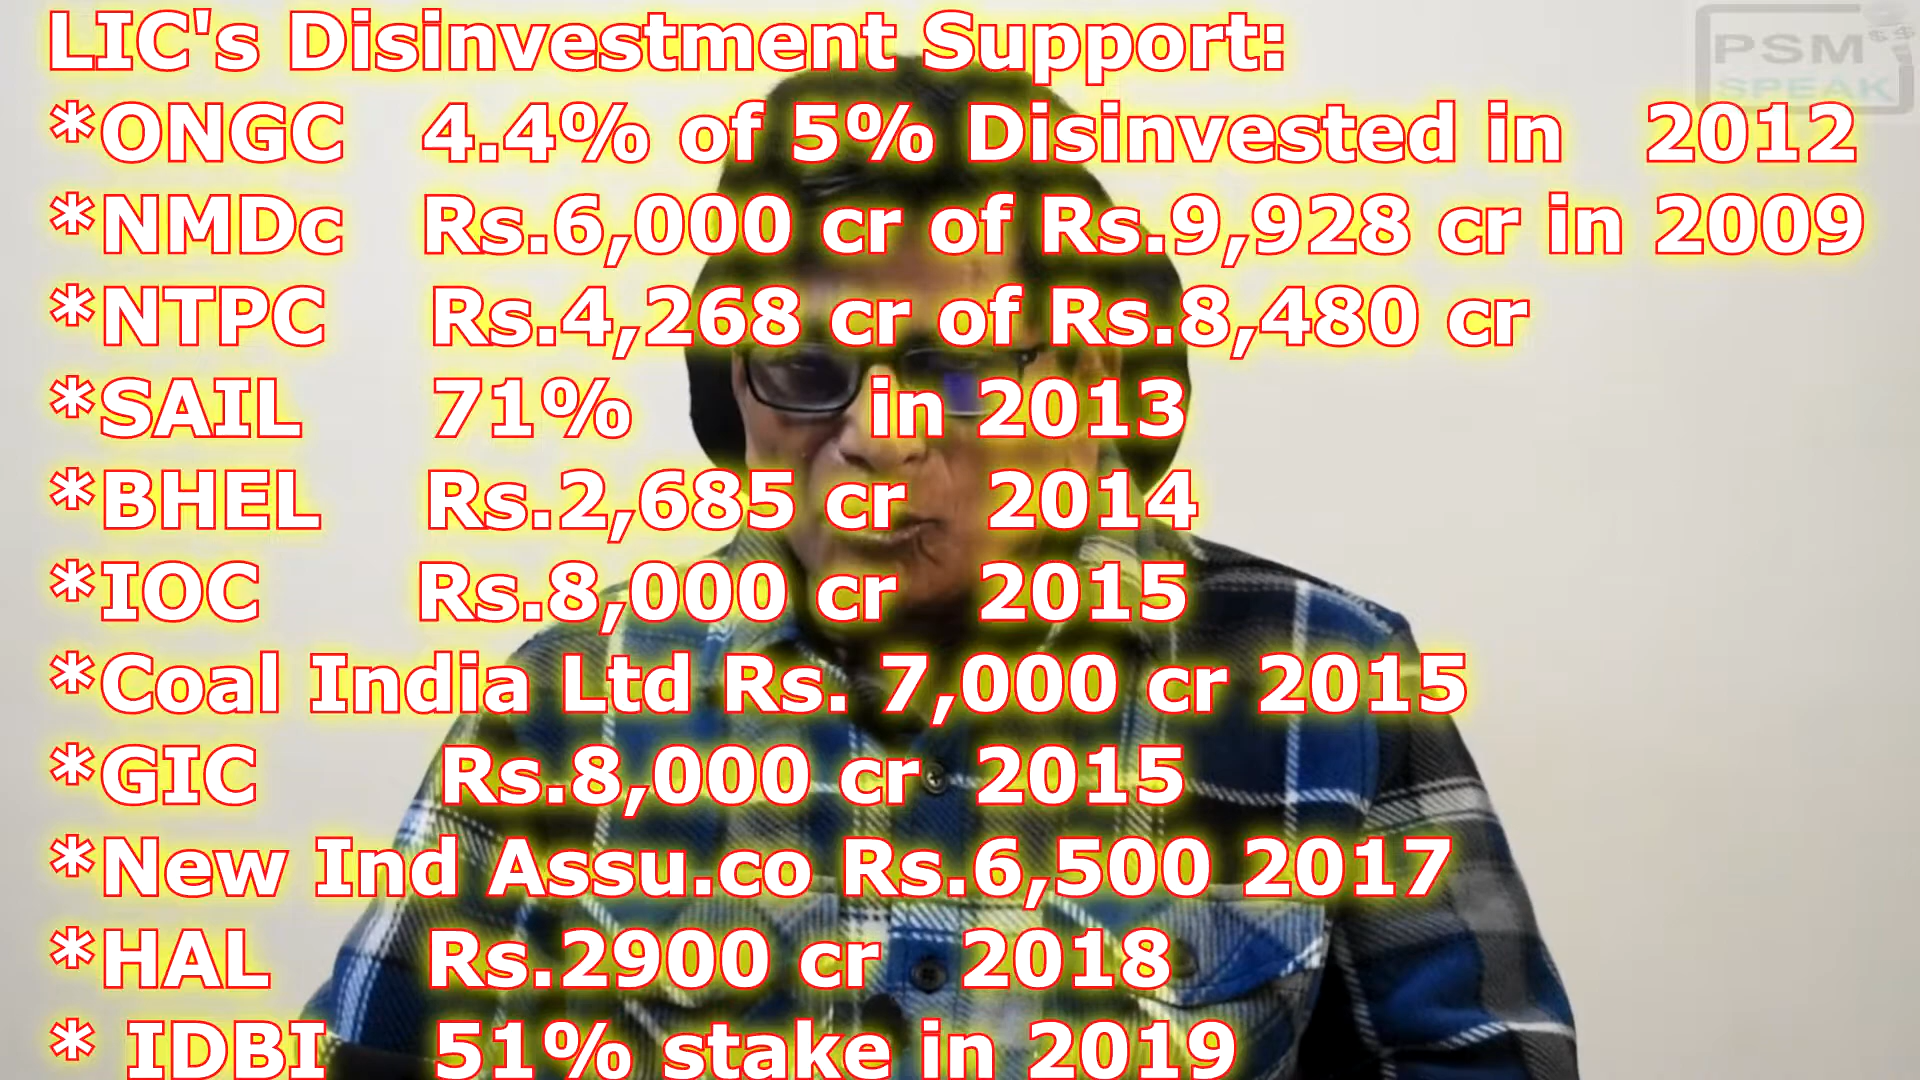 LIC's Disinvestment Support:
PSM
SPEAK
*ONGC 4.4% of 5% Disinvested in 2012
*NMDc Rs.6,000 cr of Rs.9,928 cr in 2009
*NTPC Rs.4,268 cr of Rs.8,480 cr
*SAIL 71% in 2013
*BHEL Rs.2,685 cr 2014
*IOC Rs.8,000 cr 2015
*Coal India Ltd Rs. 7,000 cr 2015
*GIC Rs.8,000 cr 2015
*New Ind Assu.co Rs.6,500 2017
*HAL Rs.2900 cr 2018
* IDBI 51% stake in 2019